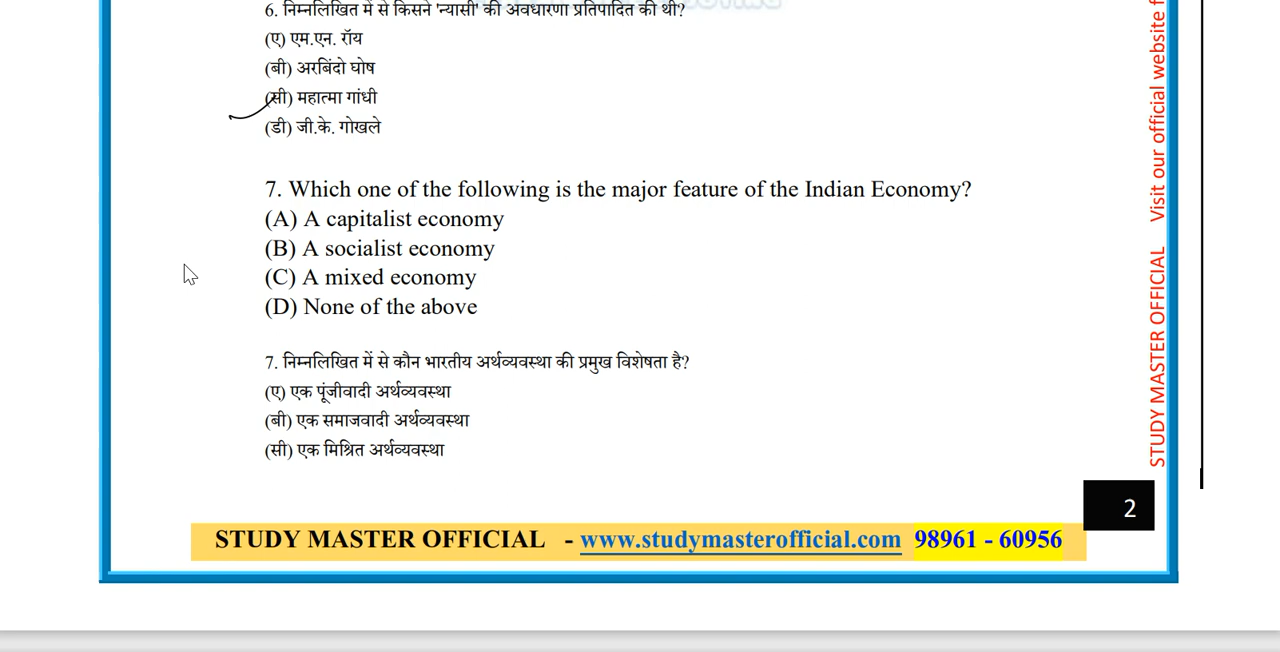 6. निम्नलिखित में से किसने 'न्यासी' की अवधारणा प्रतिपादित की थी?
(ए) एम.एन. रॉय
(बी) अरबिंदो घोष
(सी) महात्मा गांधी
(डी) जी.के. गोखले
7. Which one of the following is the major feature of the Indian Economy?
(A) A capitalist economy
(B) A socialist economy
(C) A mixed economy
(D) None of the above
7. निम्नलिखित में से कौन भारतीय अर्थव्यवस्था की प्रमुख विशेषता है?
(ए) एक पूंजीवादी अर्थव्यवस्था
(बी) एक समाजवादी अर्थव्यवस्था
(सी) एक मिश्रित अर्थव्यवस्था
2
STUDY MASTER OFFICIAL - www.studymasterofficial.com 98961 - 60956
STUDY MASTER OFFICIAL Visit our official website